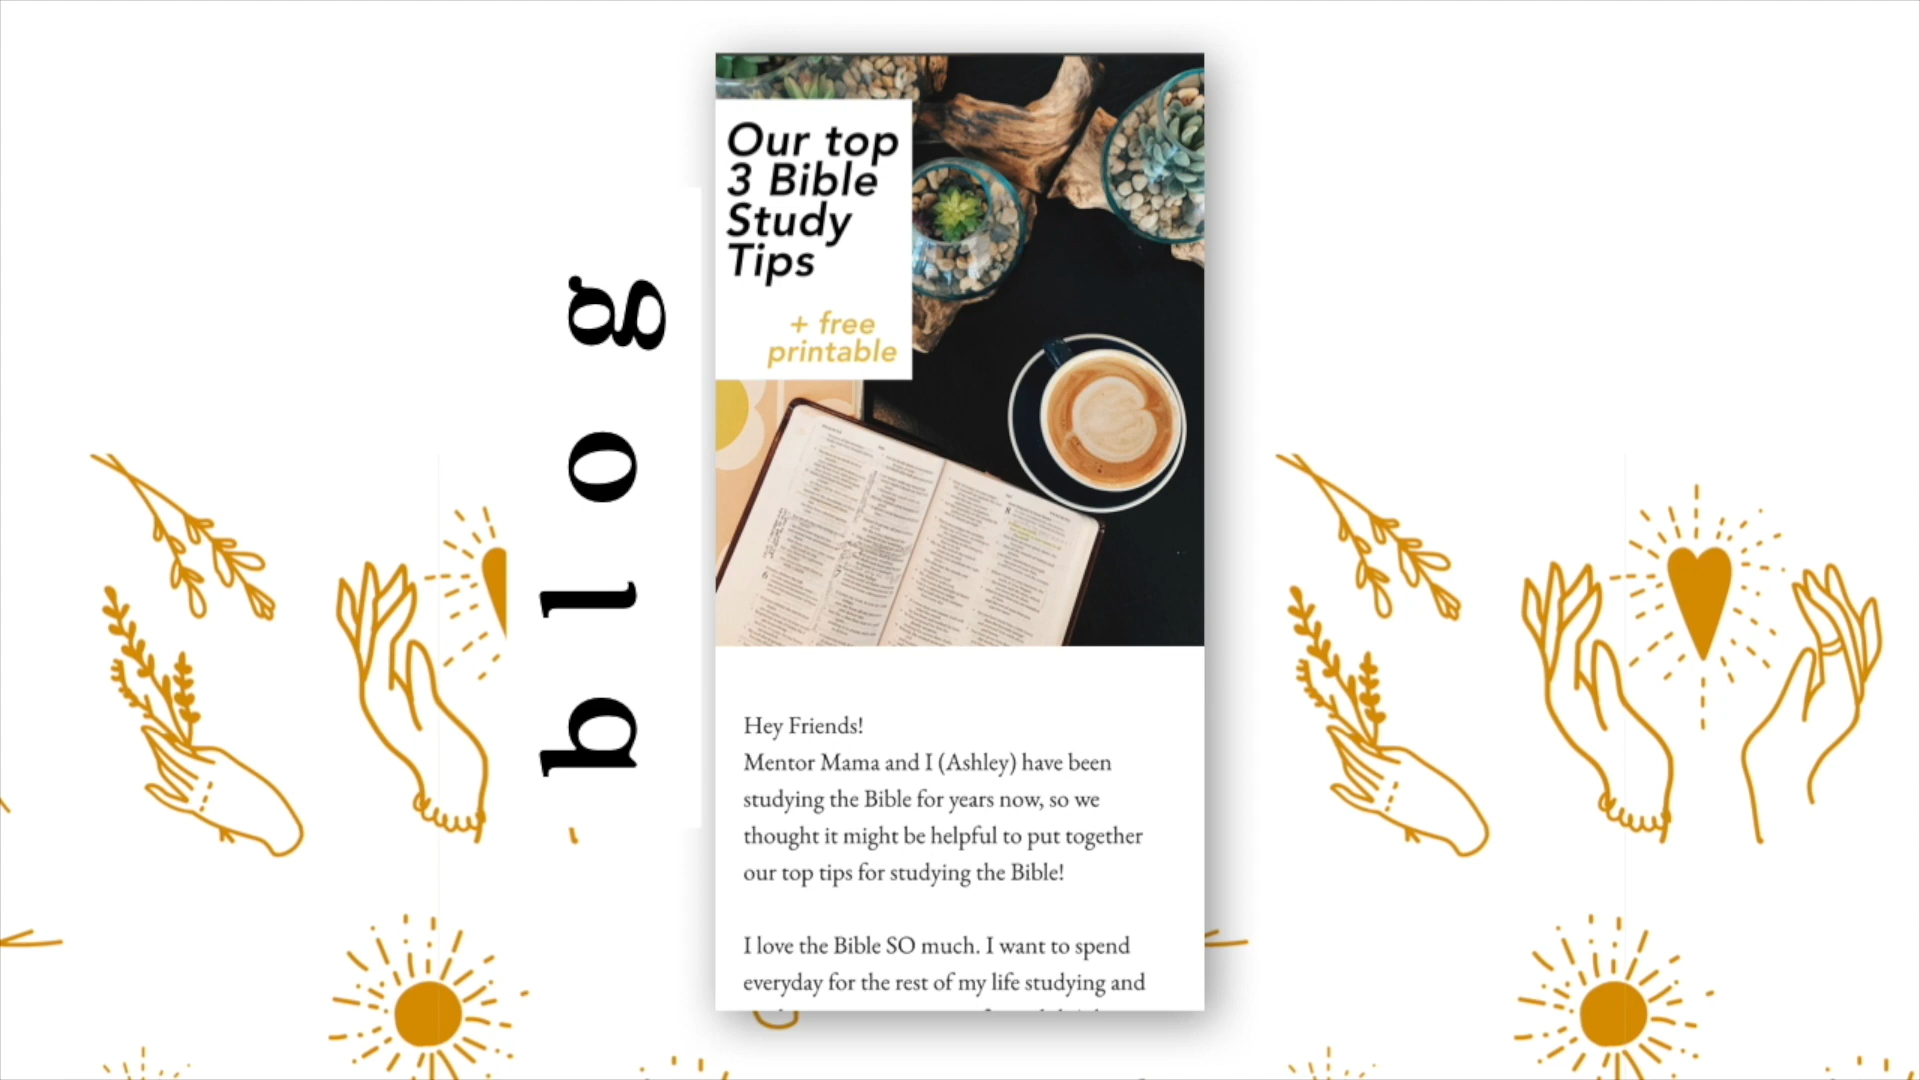 blog
Our top
3 Bible
Study
Tips
+ free
printable
Hey Friends!
Mentor Mama and I (Ashley) have been
studying the Bible for years now, so we
thought it might be helpful to put together
our top tips for studying the Bible!
I love the Bible SO much. I want to spend
everyday for the rest of my life studying and